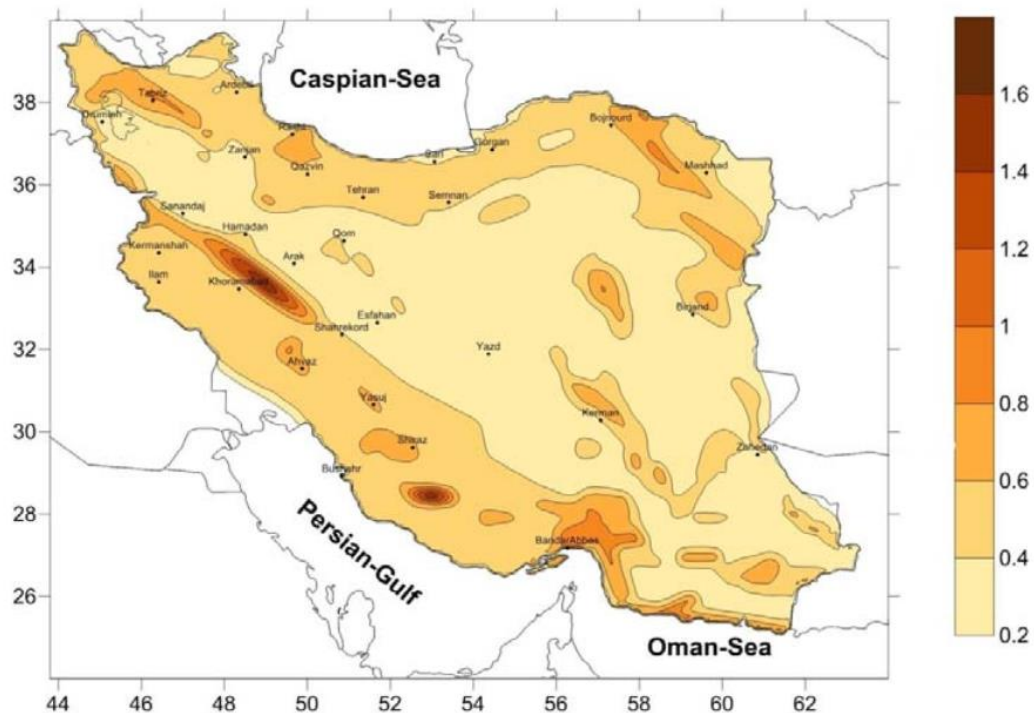 Caspian-Sea
38
Tabriz
Ardebil
Urumieh
Rasht
Bojnourd
Zanjan
Sari
Gorgan
Qazvin
Mashhad
36
Tehran
Semnan
Sanandaj
Hamadan
Qom
Kermanshah
Arak
34
Ilam
Khoramabad
Birjand
Esfahan
Shahrekord
32
Yazd
Ahvaz
Yasuj
Kerman
30
Shiraz
Zahedan
Bushehr
28
Persian-Gulf
BandarAbbas
26
Oman-Sea
44 46 48 50 52 54 56 58 60 62
1.6
1.4
1.2
1
0.8
0.6
0.4
0.2